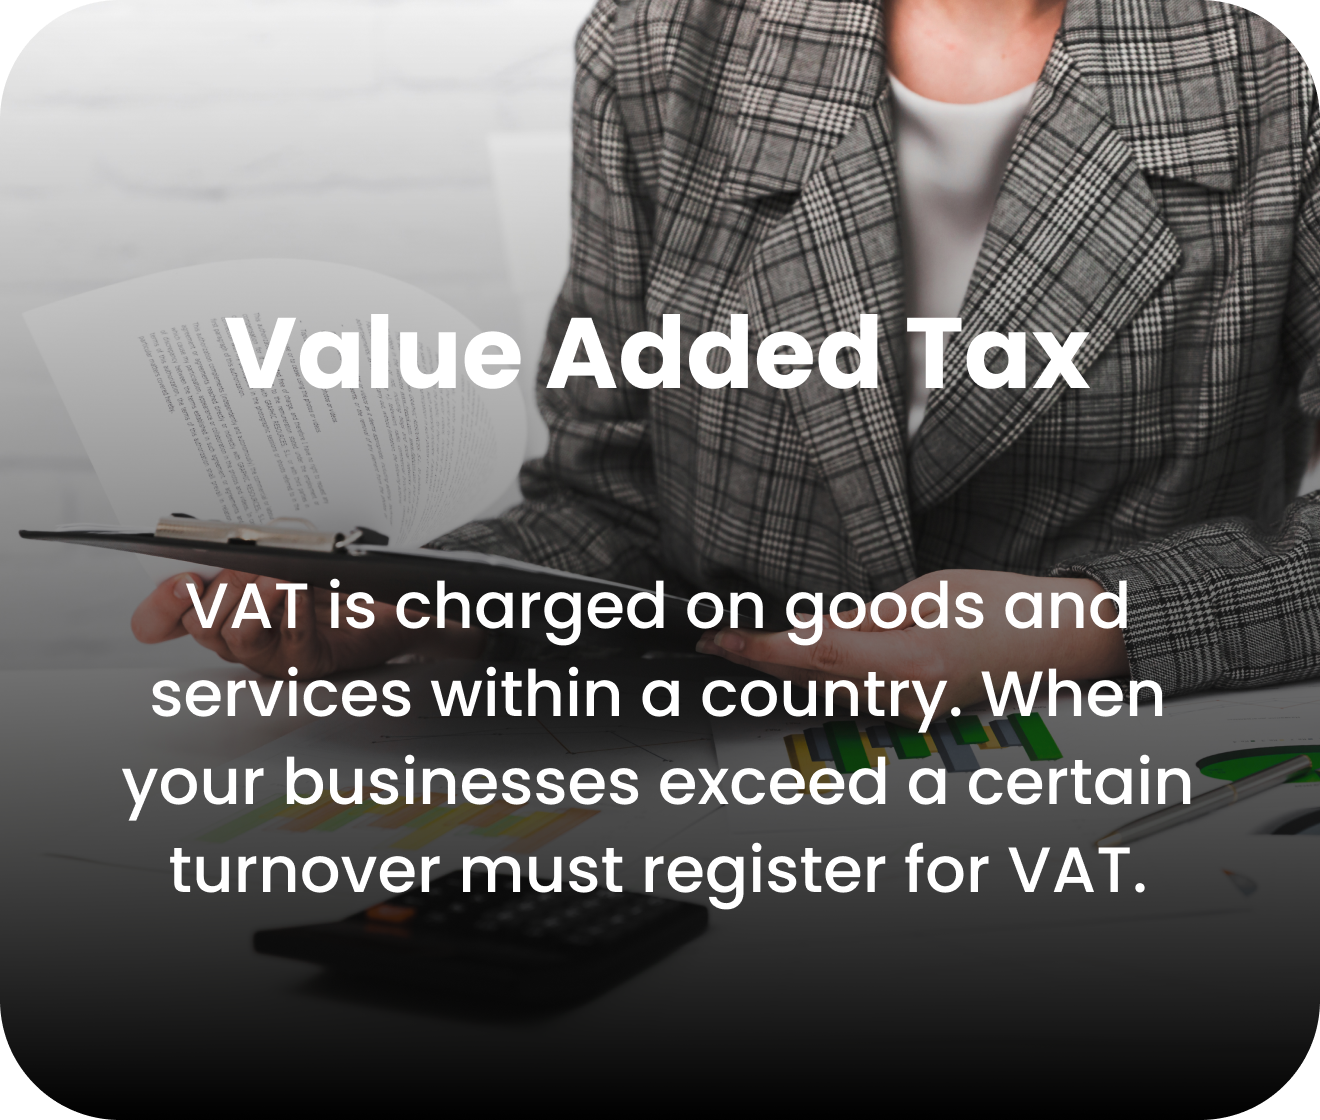 Value Added Tax
VAT is charged on goods and
services within a country. When
your businesses exceed a certain
turnover must register for VAT.